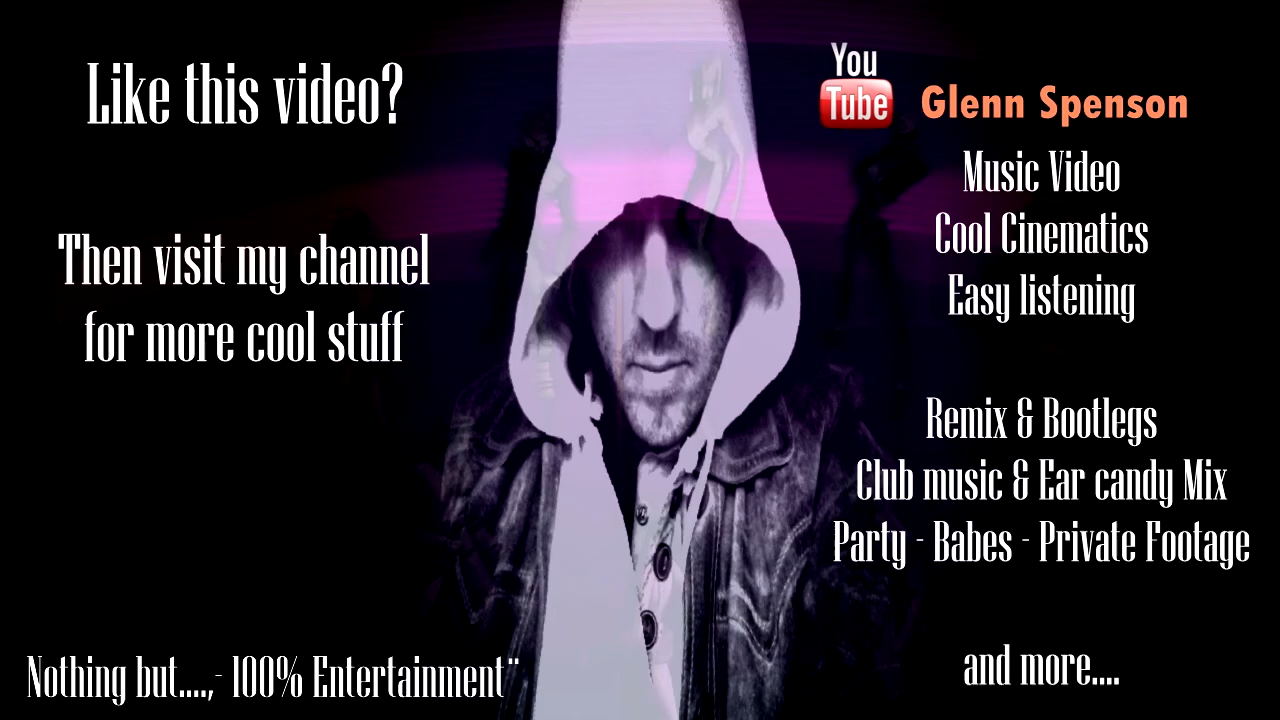 Like this video?
Then visit my channel
for more cool stuff
Nothing but....,- 100% Entertainment¨
You
Tube
Glenn Spenson
Music Video
Cool Cinematics
Easy listening
Remix & Bootlegs
Club music & Ear candy Mix
Party - Babes - Private Footage
and more....